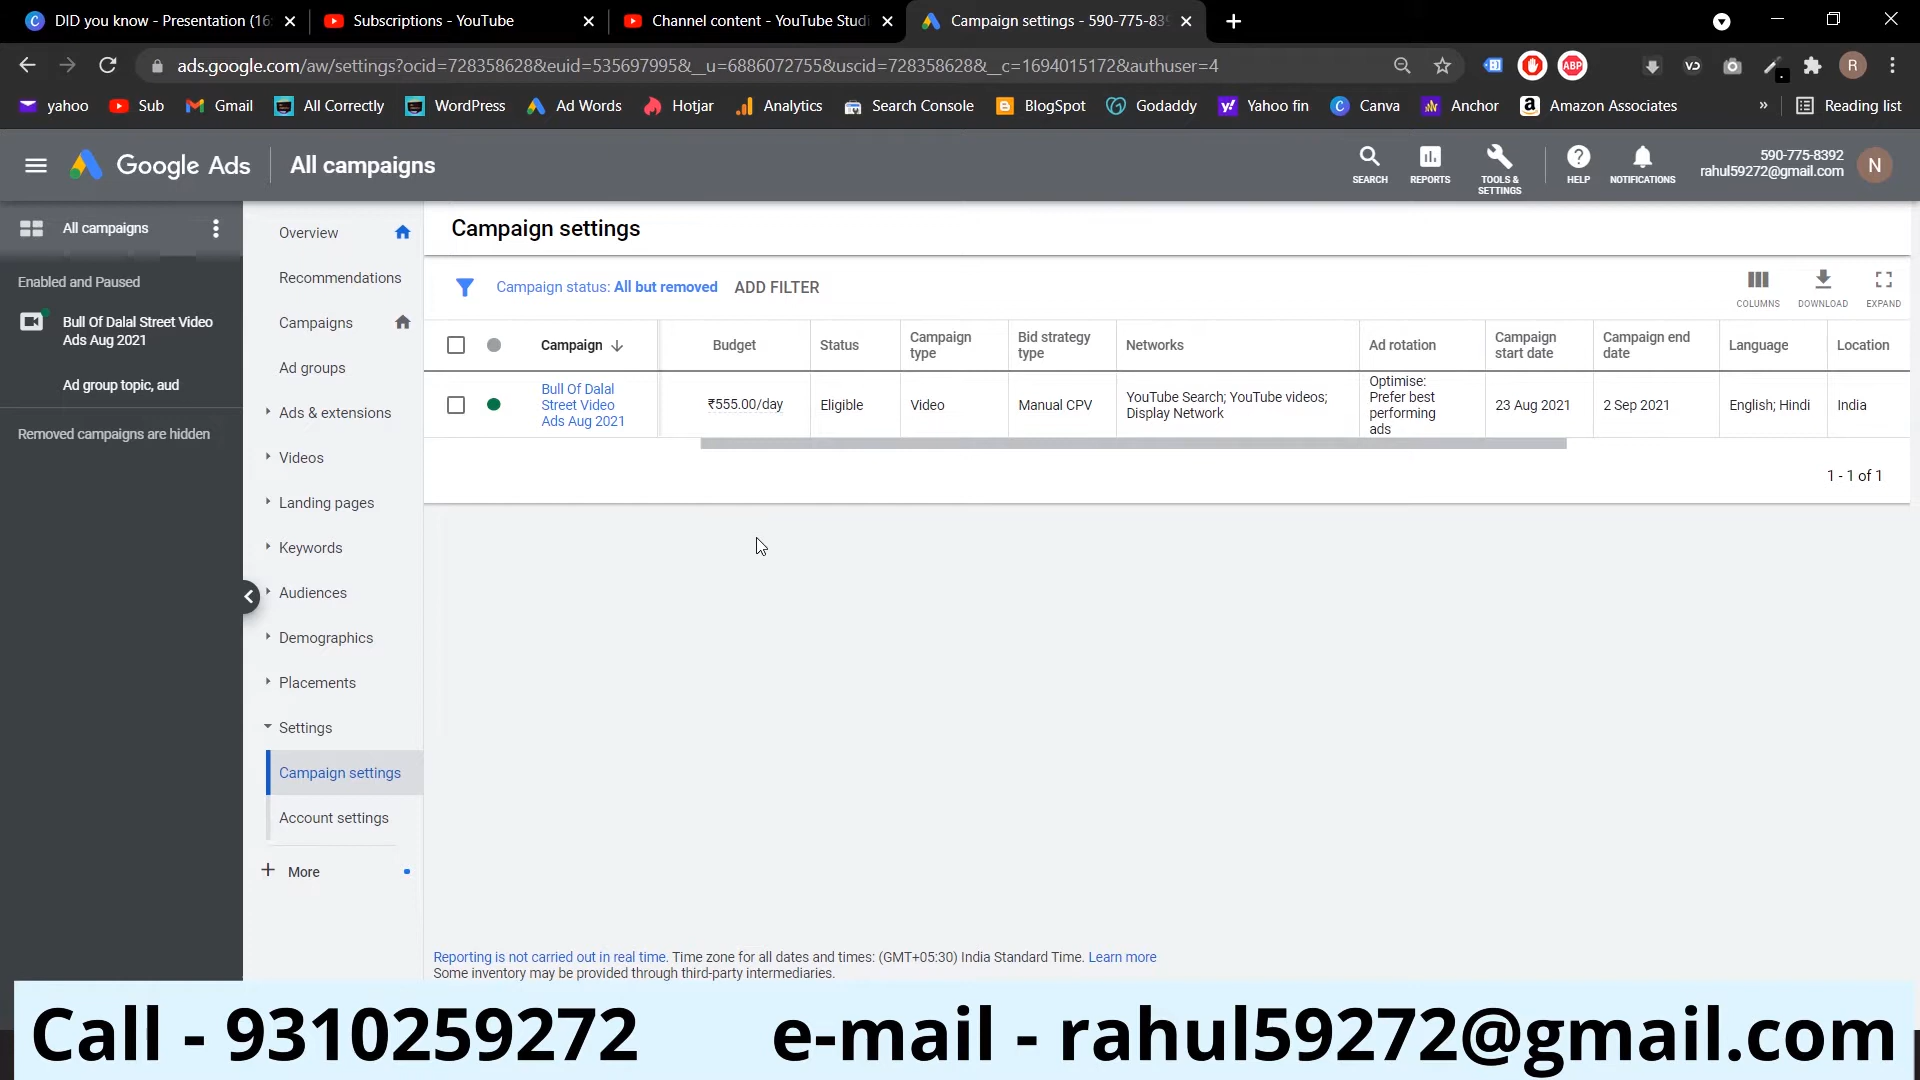 DID you know - Presentation (16:
Subscriptions - YouTube
Channel content - YouTube Studi
Campaign settings - 590-775-839
ads.google.com/aw/settings?ocid=728358628&euid=535697995&__u=6886072755&uscid=728358628&__c=1694015172&authuser=4
yahoo
Sub
Gmail
All Correctly
WordPress
Ad Words
Hotjar
Analytics
Search Console
BlogSpot
Godaddy
Yahoo fin
Canva
Anchor
Amazon Associates
»
Reading list
Google Ads
All campaigns
SEARCH
REPORTS
TOOLS &
SETTINGS
HELP
NOTIFICATIONS
590-775-8392
rahul59272@gmail.com
N
All campaigns
Enabled and Paused
Bull Of Dalal Street Video
Ads Aug 2021
Ad group topic, aud
Removed campaigns are hidden
Overview
Recommendations
Campaigns
Ad groups
Ads & extensions
Videos
Landing pages
Keywords
Audiences
Demographics
Placements
Settings
Campaign settings
Account settings
+ More
Campaign settings
Campaign status: All but removed
ADD FILTER
COLUMNS
DOWNLOAD
EXPAND
Campaign
Budget
Status
Campaign
type
Bid strategy
type
Networks
Ad rotation
Campaign
start date
Campaign end
date
Language
Location
Bull Of Dalal
Street Video
Ads Aug 2021
₹555.00/day
Eligible
Video
Manual CPV
YouTube Search; YouTube videos;
Display Network
Optimise:
Prefer best
performing
ads
23 Aug 2021
2 Sep 2021
English; Hindi
India
1 - 1 of 1
Reporting is not carried out in real time. Time zone for all dates and times: (GMT+05:30) India Standard Time. Learn more
Some inventory may be provided through third-party intermediaries.
Call - 9310259272
e-mail - rahul59272@gmail.com